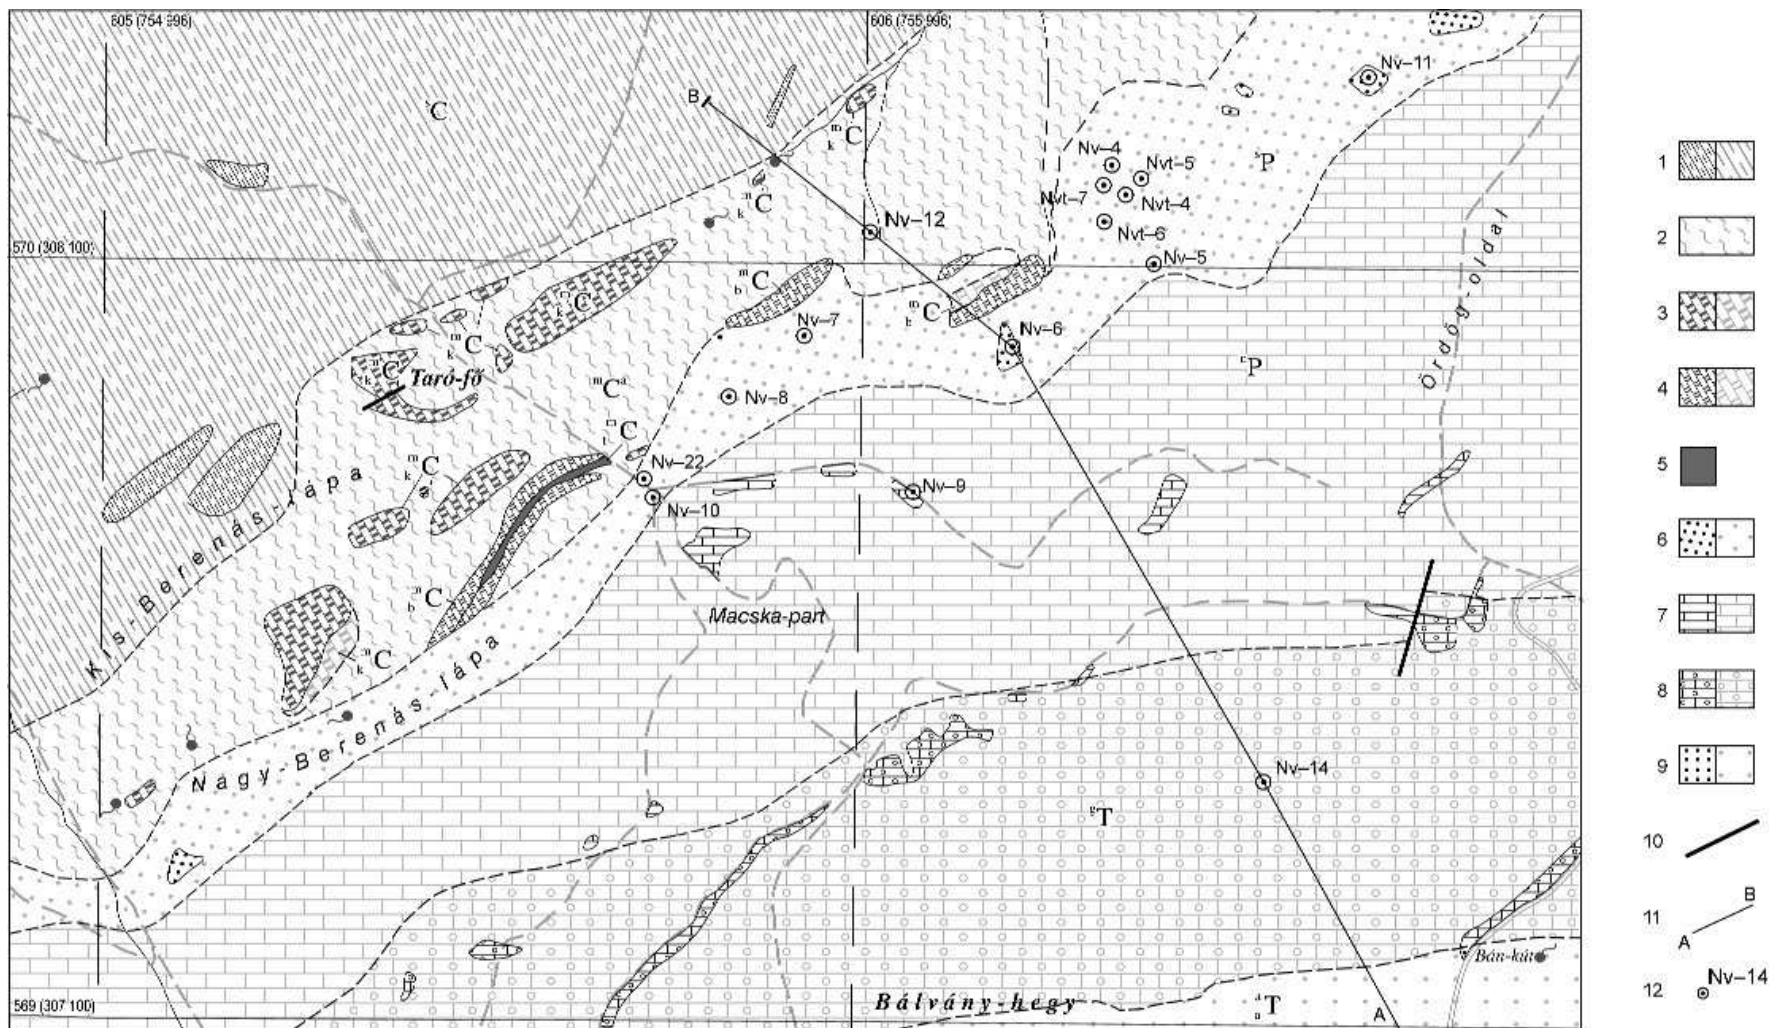 605 (754 996)
606 (755 996)
Nv–11
B
C
m
k C
Nv–4
Nvt–5
s P
Nvt–7
Nvt–4
m
k C
Nv–12
Nvt–6
570 (308 100)
Nv–5
m
b C
m
k C
m
b C
Nv–6
Nv–7
m
k C
c P
Ördög-oldal
m
k C
Taró-fő
m C a
Nv–8
m
f C
m
k C
Nv–22
Nv–9
Nv–10
Kis-Berenás-lápa
m
b C
Macska-part
m
k C
Nagy-Berenás-lápa
Nv–14
g T
Bán-kút
569 (307 100)
Bálvány-hegy
A
a T
1
2
3
4
5
6
7
8
9
10
11
A
B
12
Nv–14